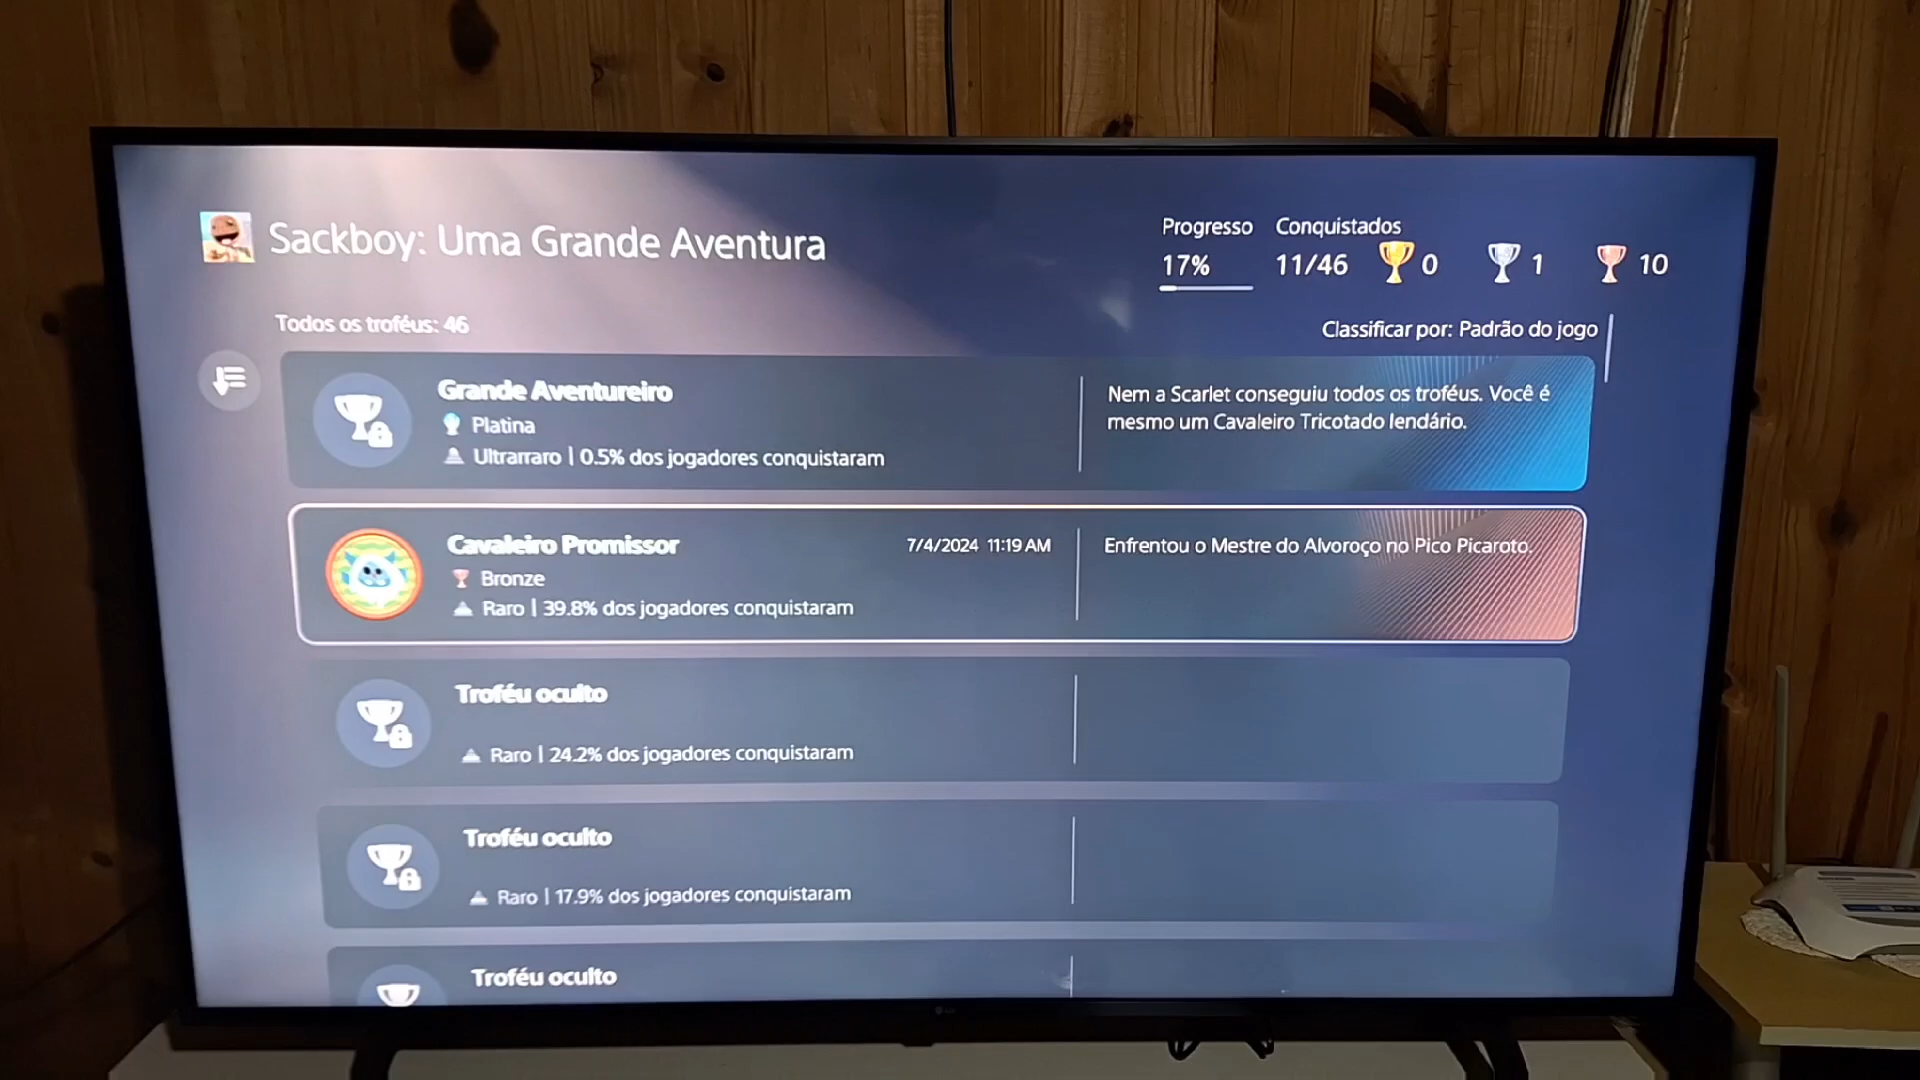 Sackboy: Uma Grande Aventura
Progresso
17%
Conquistados
11/46
0
1
10
Todos os troféus: 46
Classificar por: Padrão do jogo
Grande Aventureiro
Platina
Ultrarraro | 0.5% dos jogadores conquistaram
Nem a Scarlet conseguiu todos os troféus. Você é
mesmo um Cavaleiro Tricotado lendário.
Cavaleiro Promissor
7/4/2024 11:19 AM
Bronze
Raro | 39.8% dos jogadores conquistaram
Enfrentou o Mestre do Alvoroço no Pico Picaroto.
Troféu oculto
Raro | 24.2% dos jogadores conquistaram
Troféu oculto
Raro | 17.9% dos jogadores conquistaram
Troféu oculto